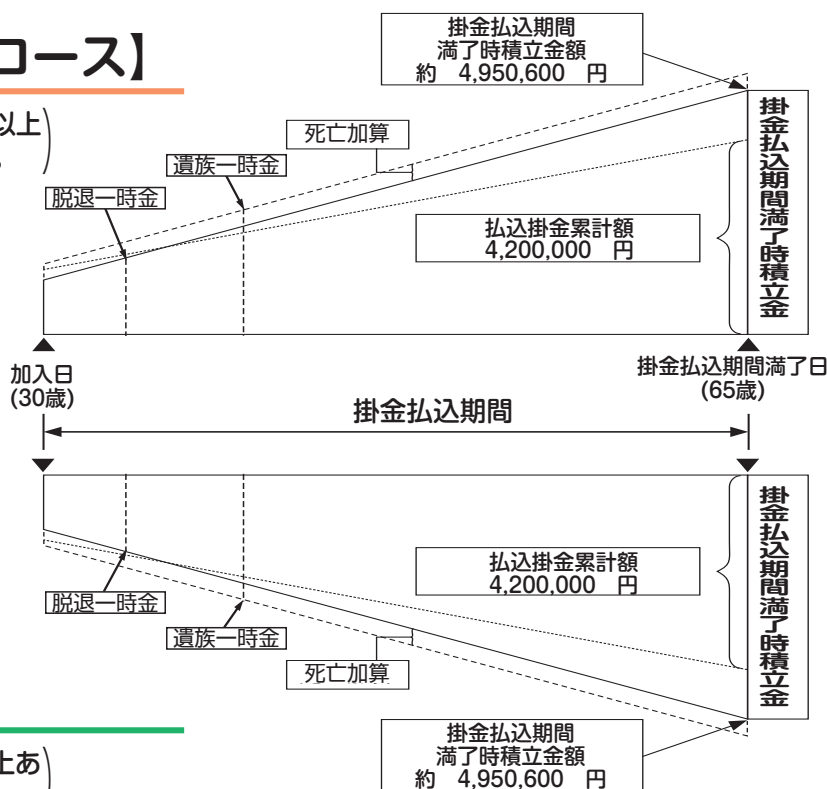 コース】
掛金払込期間
満了時積立金額
約 4,950,600 円
以上
死亡加算
遺族一時金
脱退一時金
払込掛金累計額
4,200,000 円
掛金払込期間満了時積立金
加入日
(30歳)
掛金払込期間満了日
(65歳)
掛金払込期間
払込掛金累計額
4,200,000 円
掛金払込期間満了時積立金
脱退一時金
遺族一時金
死亡加算
上あ
掛金払込期間
満了時積立金額
約 4,950,600 円